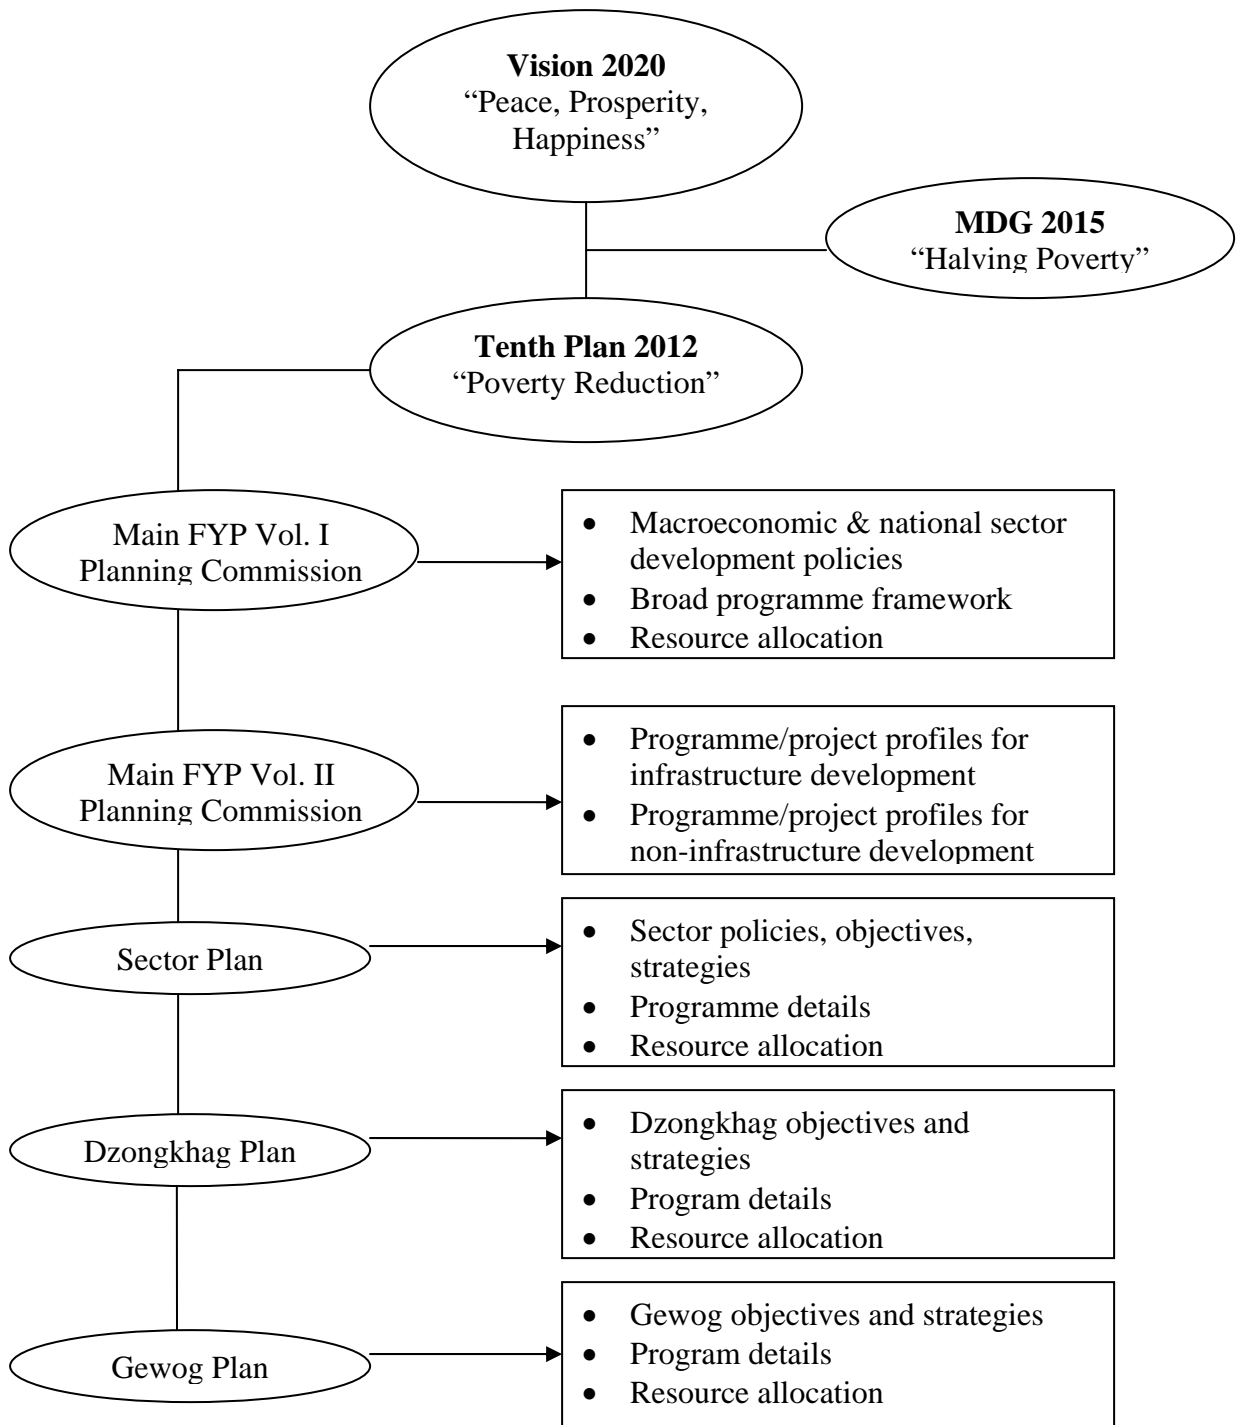 Vision 2020
“Peace, Prosperity,
Happiness”
MDG 2015
“Halving Poverty”
Tenth Plan 2012
“Poverty Reduction”
Main FYP Vol. I
Planning Commission
• Macroeconomic & national sector
development policies
• Broad programme framework
• Resource allocation
Main FYP Vol. II
Planning Commission
• Programme/project profiles for
infrastructure development
• Programme/project profiles for
non-infrastructure development
Sector Plan
• Sector policies, objectives,
strategies
• Programme details
• Resource allocation
Dzongkhag Plan
• Dzongkhag objectives and
strategies
• Program details
• Resource allocation
Gewog Plan
• Gewog objectives and strategies
• Program details
• Resource allocation